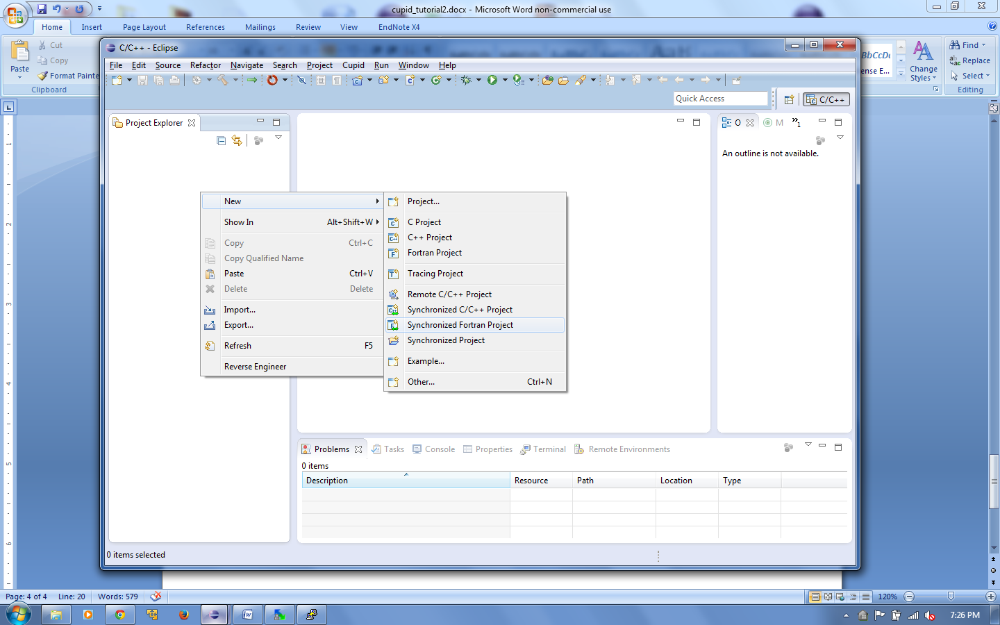 cupid_tutorial2.docx - Microsoft Word non-commercial use
Home Insert Page Layout References Mailings Review View EndNote X4
Cut
Copy
Format Painte
Paste
Clipboard
C/C++ - Eclipse
File Edit Source Refactor Navigate Search Project Cupid Run Window Help
Quick Access
C/C++
Find
Replace
Select
Editing
Change
Styles
ense E...
Project Explorer
O M 1
An outline is not available.
New
Show In Alt+Shift+W
Copy Ctrl+C
Copy Qualified Name
Paste Ctrl+V
Delete Delete
Import...
Export...
Refresh F5
Reverse Engineer
Project...
C Project
C++ Project
Fortran Project
Tracing Project
Remote C/C++ Project
Synchronized C/C++ Project
Synchronized Fortran Project
Synchronized Project
Example...
Other... Ctrl+N
Problems Tasks Console Properties Terminal Remote Environments
0 items
Description Resource Path Location Type
0 items selected
Page: 4 of 4 Line: 20 Words: 579 120%
7:26 PM